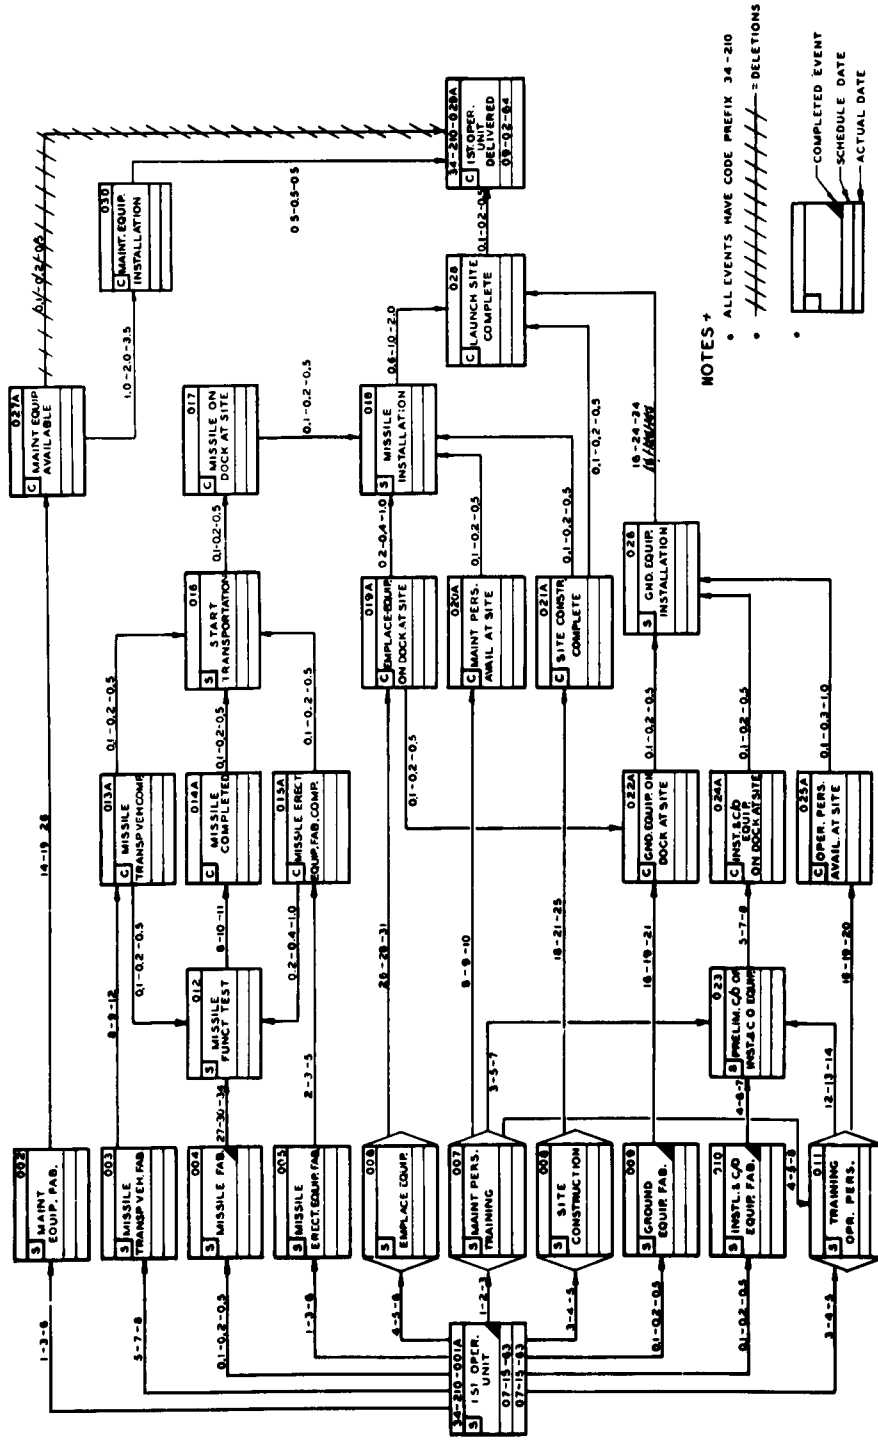 34-210-001A
S 1ST OPER.
UNIT
07-15-63
07-15-63
1-3-6
5-7-8
0.1-0.2-0.5
1-3-6
4-5-6
1-2-3
3-4-5
0.1-0.2-0.5
0.1-0.2-0.5
3-4-5
002
S MAINT
EQUIP. FAB.
003
S MISSILE
TRANSP VEH. FAB.
004
S MISSILE FAB.
005
S MISSILE
ERECT. EQUIP. FAB.
006
S EMPLACE EQUIP.
007
S MAINT PERS.
TRAINING
008
S SITE
CONSTRUCTION
009
S GROUND
EQUIP. FAB.
010
S INSTL. & C/O
EQUIP. FAB.
011
S TRAINING
OPR. PERS.
14-19-26
8-9-12
27-30-36
2-3-5
26-29-31
8-9-10
3-5-7
18-21-25
18-19-21
4-6-7
4-5-8
12-13-14
18-19-20
012
S MISSILE
FUNCT TEST
0.1-0.2-0.5
8-10-11
0.2-0.4-1.0
023
S PRELIM. C/O OF
INST. & C O EQUIP.
5-7-8
013A
C MISSILE
TRANSP VEH COMP.
014A
C MISSILE
COMPLETED
015A
C MISSILE ERECT
EQUIP. FAB. COMP.
022A
C GND. EQUIP. ON
DOCK AT SITE
024A
C INST. & C/O
EQUIP.
ON DOCK AT SITE
025A
C OPER. PERS.
AVAIL. AT SITE
0.1-0.2-0.5
0.1-0.2-0.5
0.1-0.2-0.5
0.1-0.2-0.5
0.1-0.2-0.5
0.1-0.2-0.5
0.1-0.3-1.0
016
S START
TRANSPORTATION
019A
C EMPLACE EQUIP.
ON DOCK AT SITE
020A
C MAINT PERS.
AVAIL. AT SITE
021A
C SITE CONSTR.
COMPLETE
026
S GND. EQUIP.
INSTALLATION
0.1-0.2-0.5
0.2-0.4-1.0
0.1-0.2-0.5
0.1-0.2-0.5
0.1-0.2-0.5
18-24-34
027A
C MAINT EQUIP
AVAILABLE
017
C MISSILE ON
DOCK AT SITE
018
S MISSILE
INSTALLATION
0.1-0.2-0.5
1.0-2.0-3.5
0.1-0.2-0.5
0.6-1.0-2.0
030
C MAINT. EQUIP.
INSTALLATION
028
C LAUNCH SITE
COMPLETE
0.5-0.5-0.5
0.1-0.2-0.5
34-210-029A
C 1ST. OPER.
UNIT
DELIVERED
09-02-64
NOTES
• ALL EVENTS HAVE CODE PREFIX 34-210
• = DELETIONS
• COMPLETED EVENT
SCHEDULE DATE
ACTUAL DATE